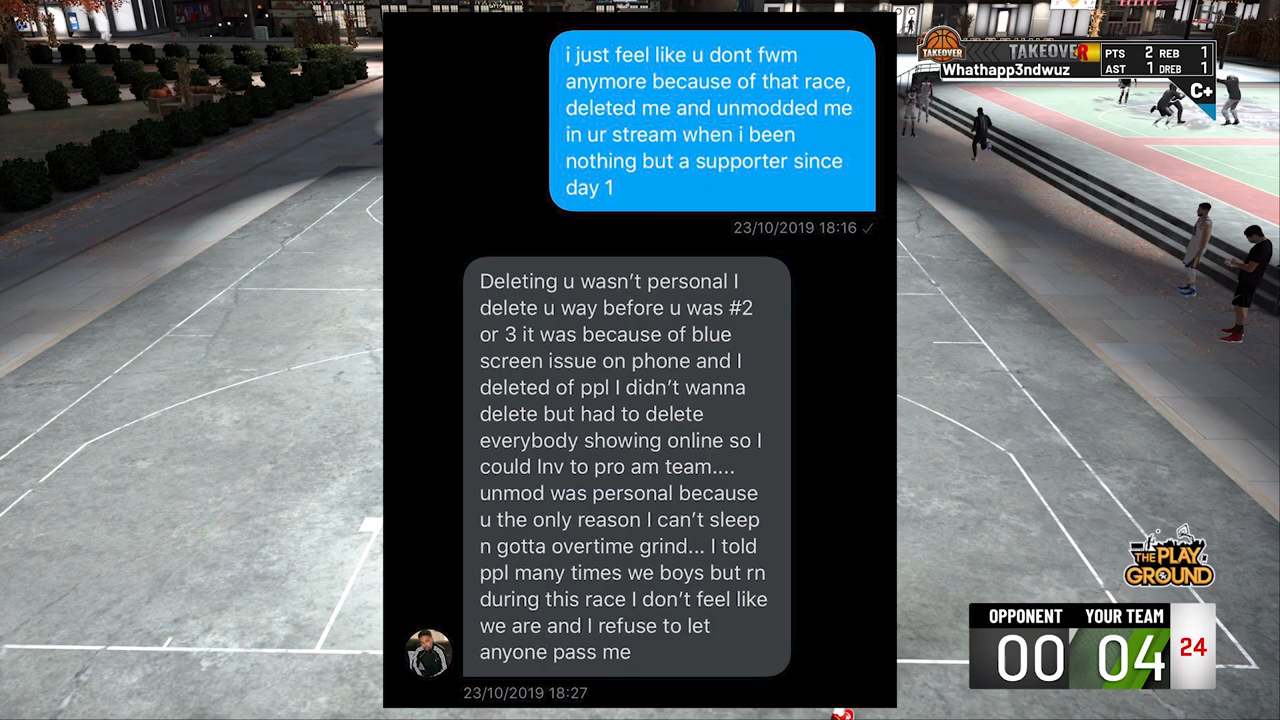 i just feel like u dont fwm
anymore because of that race,
deleted me and unmodded me
in ur stream when i been
nothing but a supporter since
day 1
23/10/2019 18:16 ✓
Deleting u wasn't personal I
delete u way before u was #2
or 3 it was because of blue
screen issue on phone and I
deleted of ppl I didn't wanna
delete but had to delete
everybody showing online so I
could Inv to pro am team....
unmod was personal because
u the only reason I can't sleep
n gotta overtime grind... I told
ppl many times we boys but rn
during this race I don't feel like
we are and I refuse to let
anyone pass me
23/10/2019 18:27
TAKEOVER
TAKEOVER
Whathapp3ndwuz
PTS 2 REB 1
AST 1 DREB 1
C+
THE PLAY
GROUND
OPPONENT YOUR TEAM
00 04 24